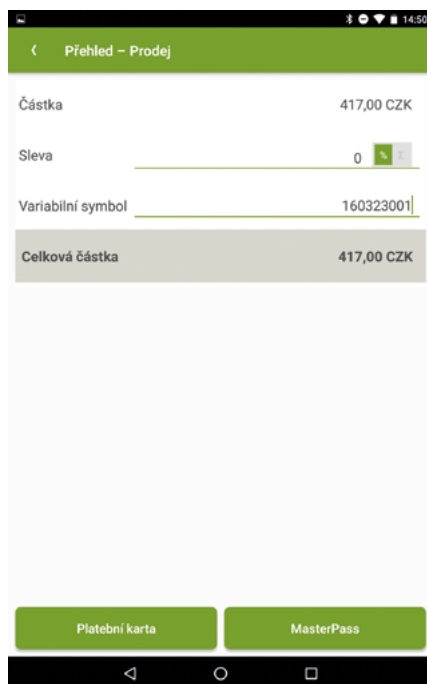 14:50
Přehled – Prodej
Částka 417,00 CZK
Sleva 0 % Σ
Variabilní symbol 160323001
Celková částka 417,00 CZK
Platební karta MasterPass